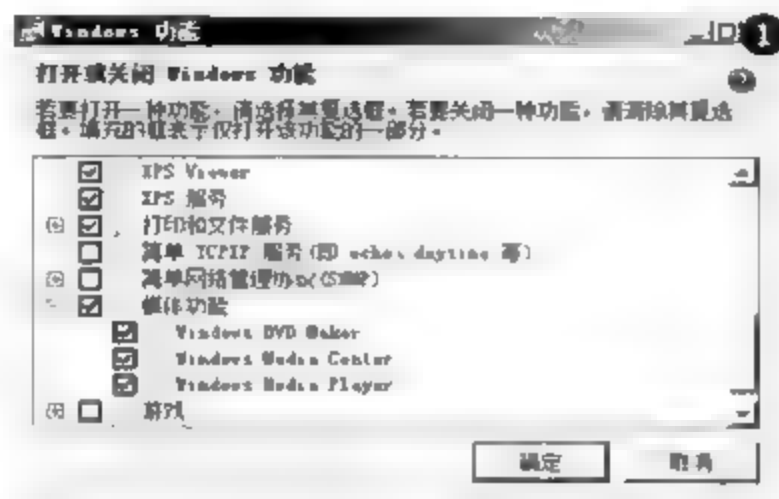 Windows 功能
1
打开或关闭 Windows 功能
若要打开一种功能，请选择其复选框。若要关闭一种功能，请清除其复选
框。填充的框表示仅打开该功能的一部分。
XPS Viewer
XPS 服务
打印和文件服务
简单 TCPIP 服务(即 echo、daytime 等)
简单网络管理协议(SNMP)
媒体功能
Windows DVD Maker
Windows Media Center
Windows Media Player
确定
取消